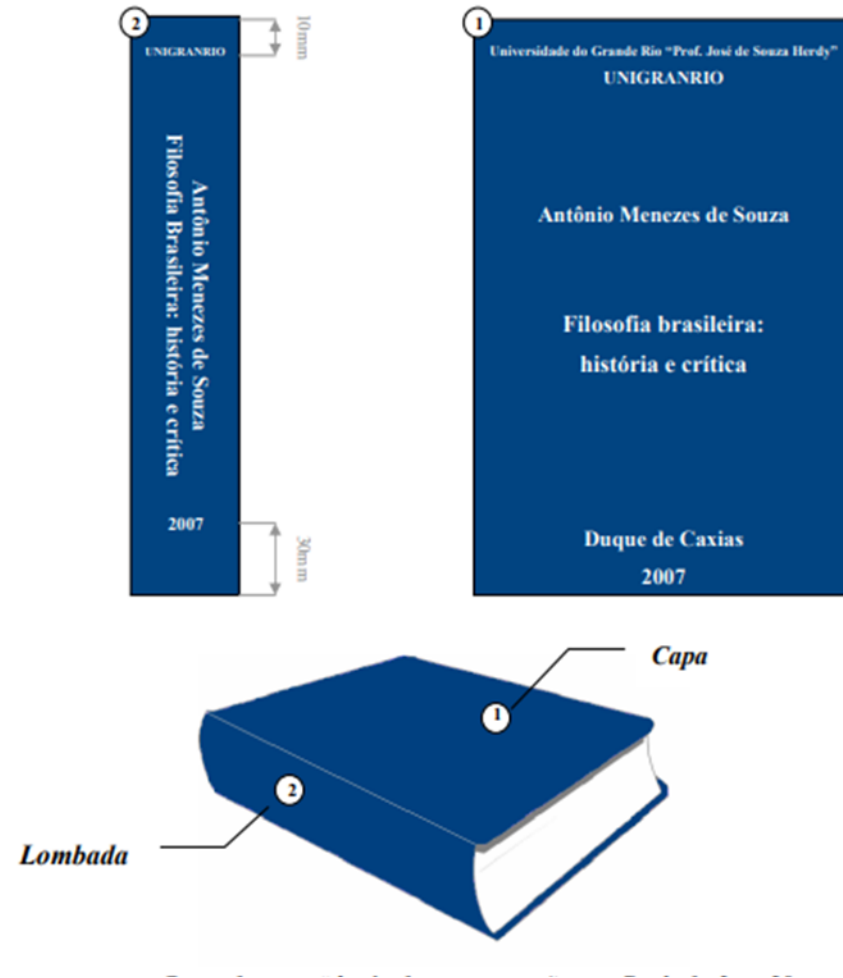 2
UNIGRANRIO
10mm
Antônio Menezes de Souza
Filosofia Brasileira: história e crítica
2007
30mm
1
Universidade do Grande Rio “Prof. José de Souza Herdy”
UNIGRANRIO
Antônio Menezes de Souza
Filosofia brasileira:
história e crítica
Duque de Caxias
2007
Capa
1
2
Lombada